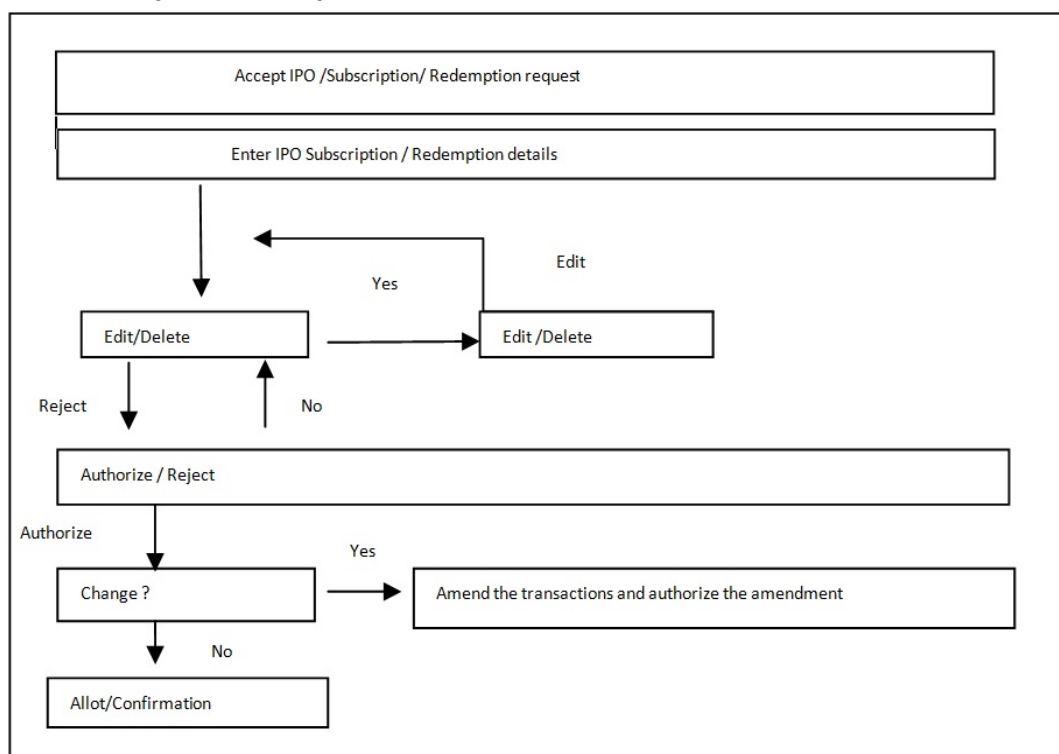 Accept IPO /Subscription/ Redemption request
Enter IPO Subscription / Redemption details
Edit
Yes
Edit/Delete
Edit /Delete
Reject
No
Authorize / Reject
Authorize
Yes
Change ?
Amend the transactions and authorize the amendment
No
Allot/Confirmation